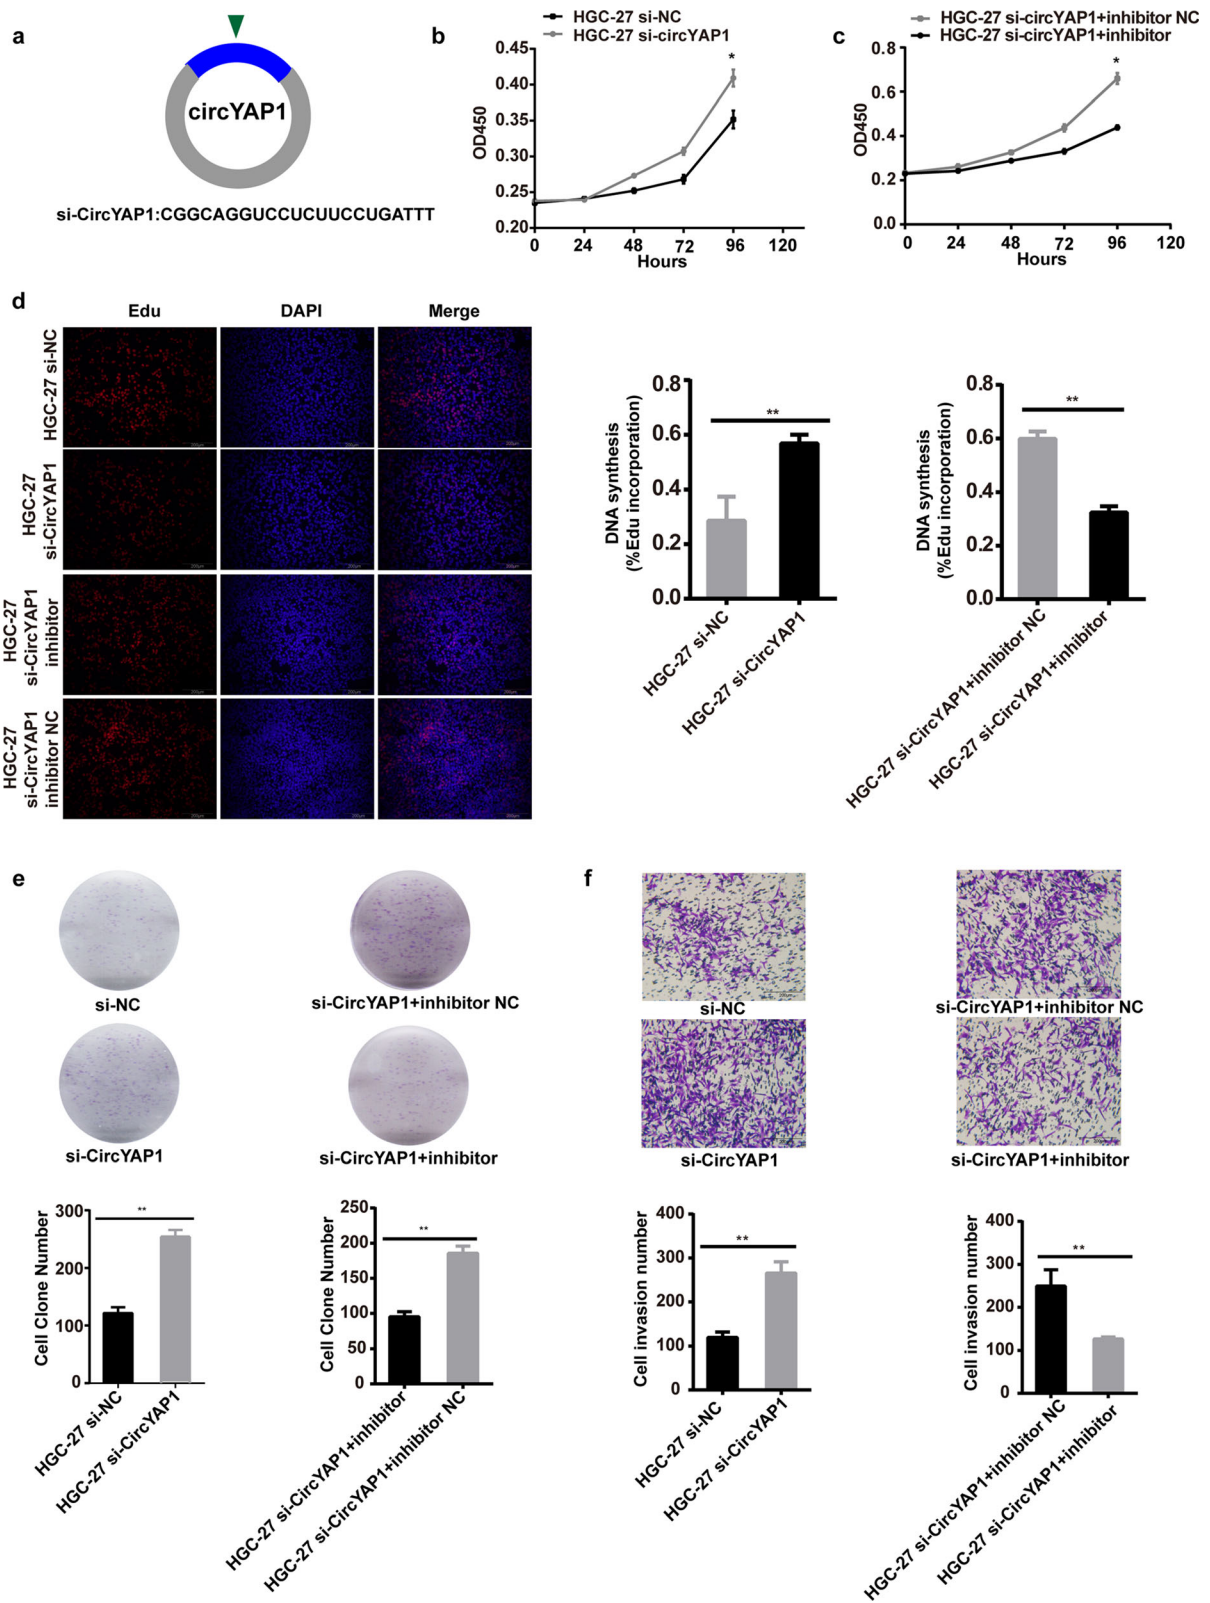 a
circYAP1
si-CircYAP1:CGGCAGGUCCUCUUCCUGATTT
b
HGC-27 si-NC
HGC-27 si-circYAP1
0.45
0.40
0.35
0.30
0.25
0.20
OD450
*
0 24 48 72 96 120
Hours
c
HGC-27 si-circYAP1+inhibitor NC
HGC-27 si-circYAP1+inhibitor
0.8
0.6
0.4
0.2
0.0
OD450
*
0 24 48 72 96 120
Hours
d
Edu DAPI Merge
HGC-27 si-NC
HGC-27
si-CircYAP1
HGC-27
si-CircYAP1
inhibitor
HGC-27
si-CircYAP1
inhibitor NC
DNA synthesis
(%Edu incorporation)
0.8
0.6
0.4
0.2
0.0
**
HGC-27 si-NC
HGC-27 si-CircYAP1
DNA synthesis
(%Edu incorporation)
0.8
0.6
0.4
0.2
0.0
**
HGC-27 si-CircYAP1+inhibitor NC
HGC-27 si-CircYAP1+inhibitor
e
si-NC
si-CircYAP1+inhibitor NC
si-CircYAP1
si-CircYAP1+inhibitor
Cell Clone Number
300
200
100
0
**
HGC-27 si-NC
HGC-27 si-CircYAP1
Cell Clone Number
250
200
150
100
50
0
**
HGC-27 si-CircYAP1+inhibitor
HGC-27 si-CircYAP1+inhibitor NC
f
si-NC
si-CircYAP1+inhibitor NC
si-CircYAP1
si-CircYAP1+inhibitor
Cell invasion number
400
300
200
100
0
**
HGC-27 si-NC
HGC-27 si-CircYAP1
Cell invasion number
400
300
200
100
0
**
HGC-27 si-CircYAP1+inhibitor NC
HGC-27 si-CircYAP1+inhibitor